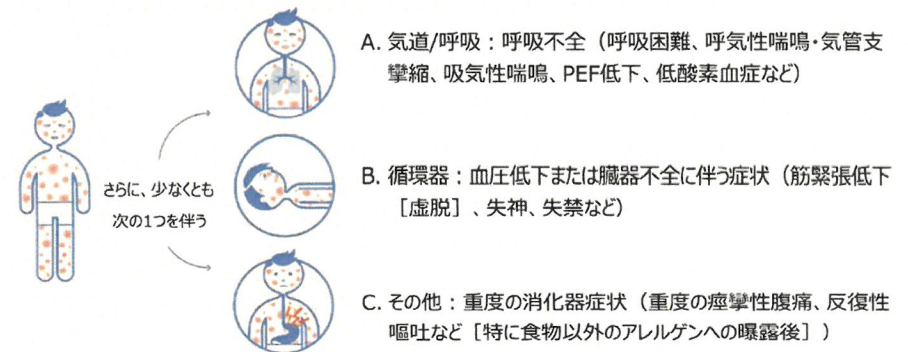 A. 気道/呼吸：呼吸不全（呼吸困難、呼気性喘鳴・気管支
攣縮、吸気性喘鳴、PEF低下、低酸素血症など）
さらに、少なくとも
次の1つを伴う
B. 循環器：血圧低下または臓器不全に伴う症状（筋緊張低下
［虚脱］、失神、失禁など）
C. その他：重度の消化器症状（重度の痙攣性腹痛、反復性
嘔吐など［特に食物以外のアレルゲンへの曝露後］）